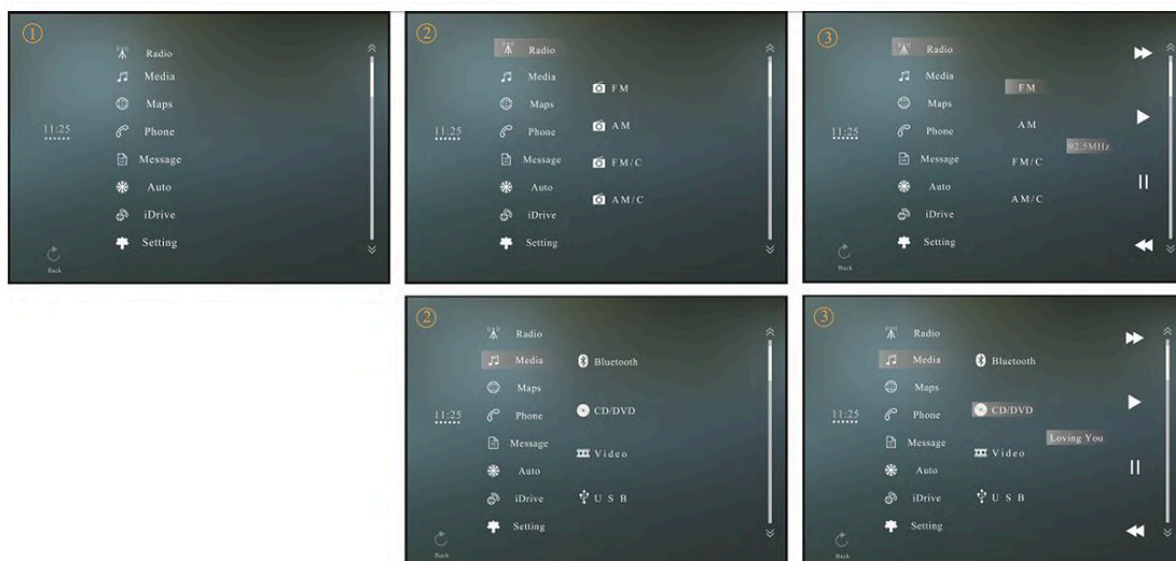 ①
Radio
Media
Maps
11:25
Phone
Message
Auto
iDrive
Setting
Back
②
Radio
Media
FM
Maps
AM
11:25
Phone
Message
FM/C
Auto
AM/C
iDrive
Setting
Back
③
Radio
Media
FM
Maps
AM
11:25
Phone
92.5MHz
Message
FM/C
Auto
AM/C
iDrive
Setting
Back
②
Radio
Media
Bluetooth
Maps
11:25
Phone
CD/DVD
Message
Video
Auto
iDrive
U S B
Setting
Back
③
Radio
Media
Bluetooth
Maps
11:25
Phone
CD/DVD
Message
Loving You
Video
Auto
iDrive
U S B
Setting
Back